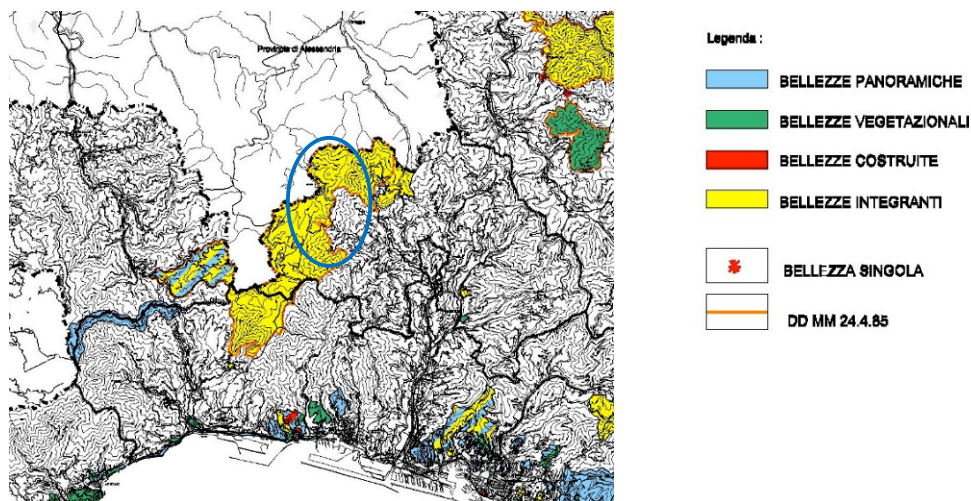 Provincia di Alessandria
Legenda :
BELLEZZE PANORAMICHE
BELLEZZE VEGETAZIONALI
BELLEZZE COSTRUITE
BELLEZZE INTEGRANTI
BELLEZZA SINGOLA
DD MM 24.4.85